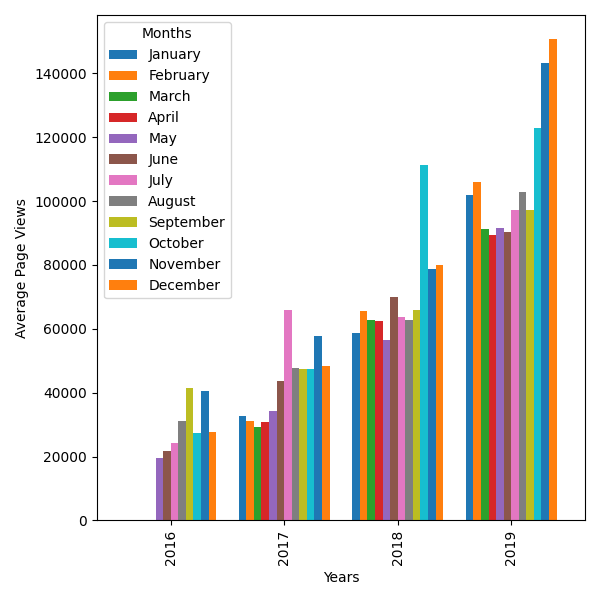 Months
January
February
March
April
May
June
July
August
September
October
November
December
Average Page Views
140000
120000
100000
80000
60000
40000
20000
0
2016
2017
2018
2019
Years